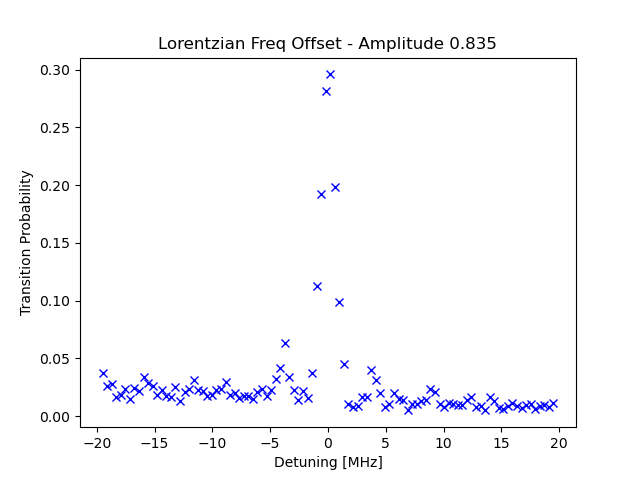 Lorentzian Freq Offset - Amplitude 0.835
0.30
0.25
0.20
0.15
0.10
0.05
0.00
Transition Probability
−20 −15 −10 −5 0 5 10 15 20
Detuning [MHz]